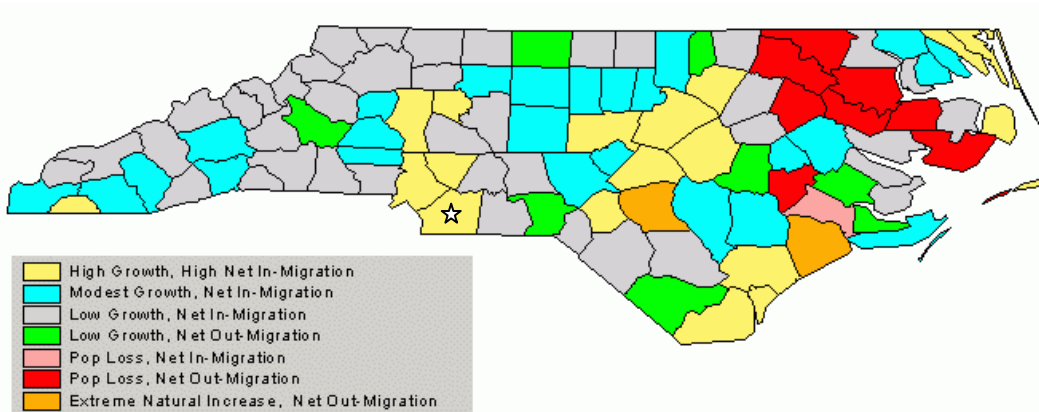 High Growth, High Net In-Migration
Modest Growth, Net In-Migration
Low Growth, Net In-Migration
Low Growth, Net Out-Migration
Pop Loss, Net In-Migration
Pop Loss, Net Out-Migration
Extreme Natural Increase, Net Out-Migration